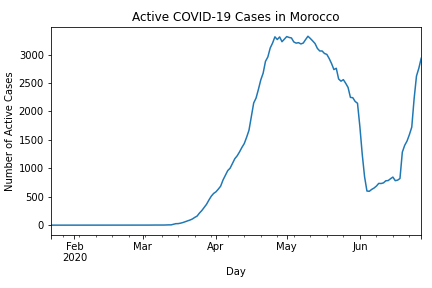 Active COVID-19 Cases in Morocco
Number of Active Cases
3000
2500
2000
1500
1000
500
0
Feb
2020
Mar
Apr
May
Jun
Day